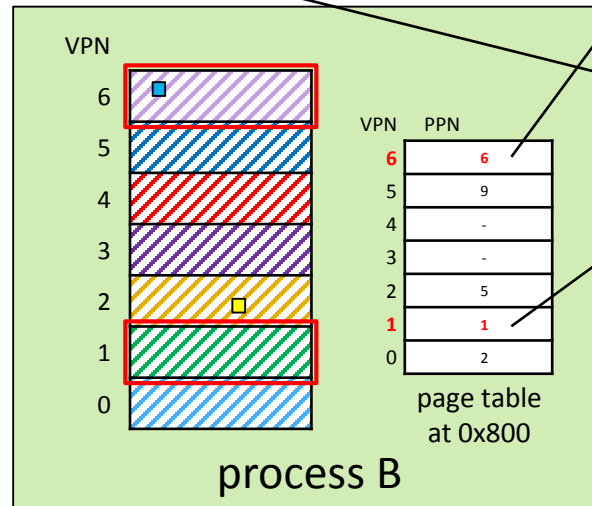 VPN
6
5
4
3
2
1
0
VPN PPN
6 6
5 9
4 -
3 -
2 5
1 1
0 2
page table
at 0x800
process B